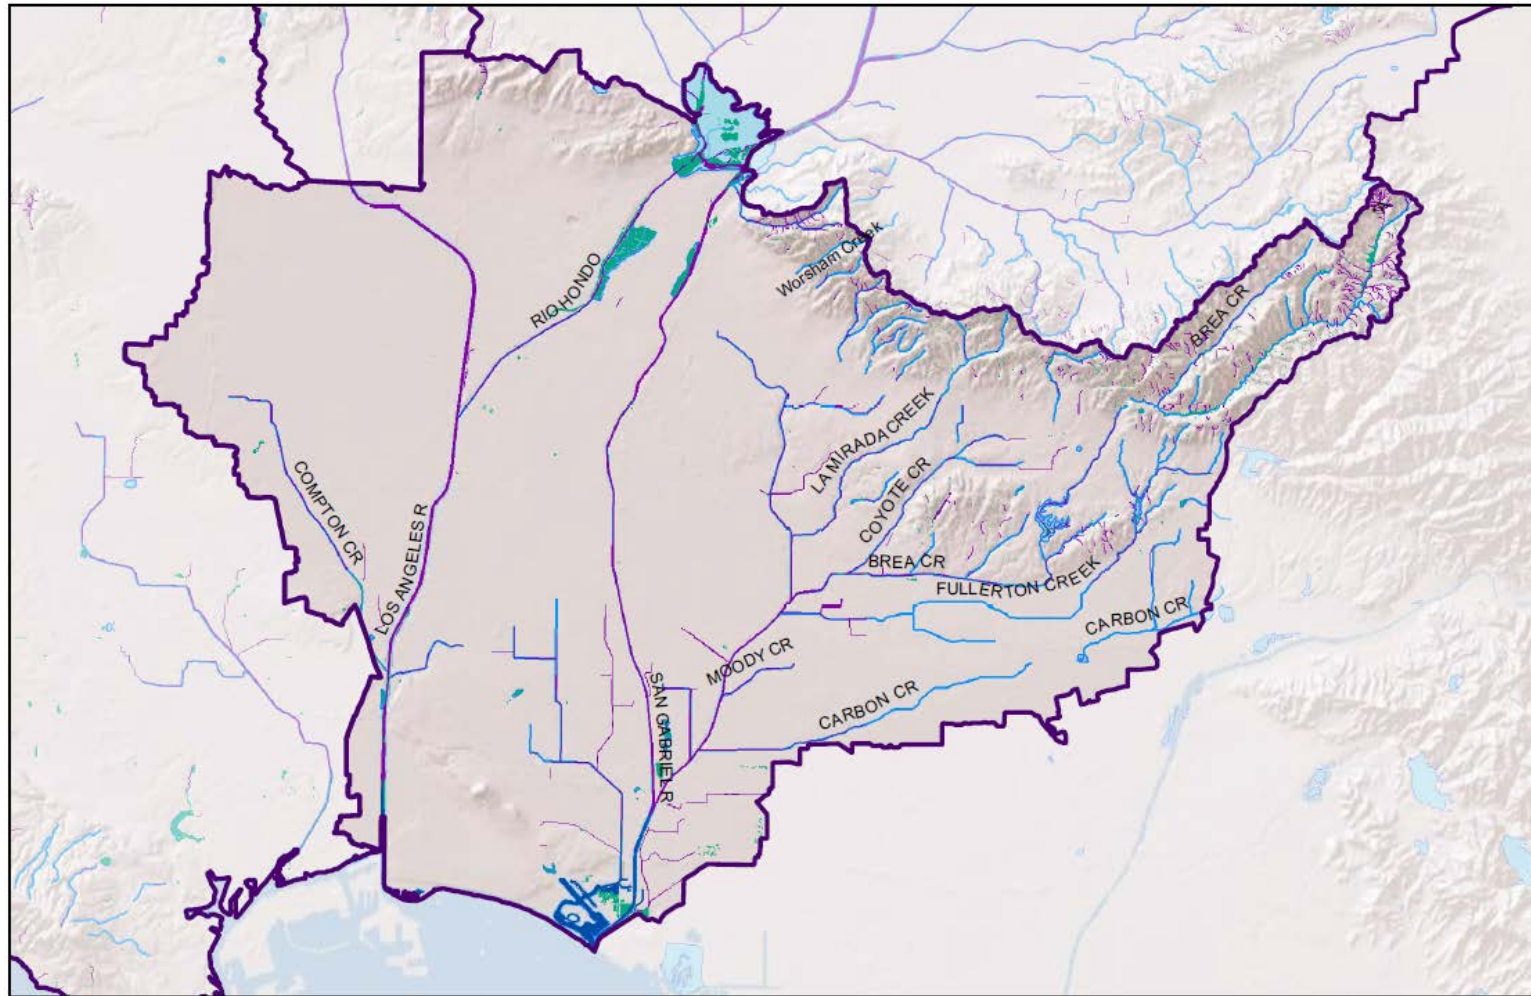 Worsham Creek
RIO HONDO
BREA CR
LA MIRADA CREEK
COYOTE CR
COMPTON CR
LOS ANGELES R
BREA CR
FULLERTON CREEK
CARBON CR
MOODY CR
SAN GABRIEL R
CARBON CR